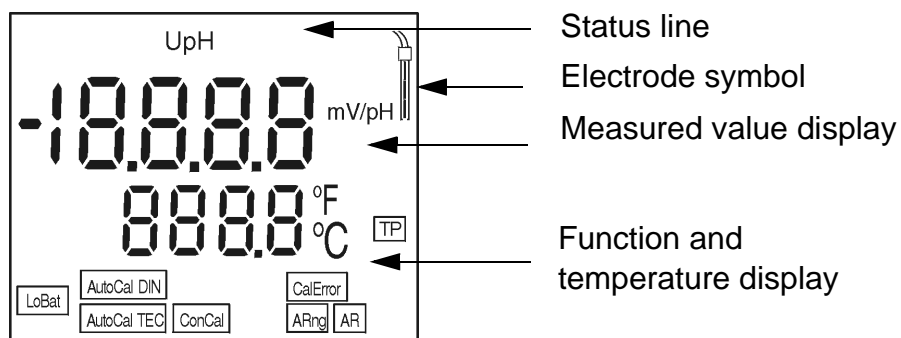 UpH
Status line
Electrode symbol
-18.8.8.8
mV/pH
Measured value display
888.8
°F
°C
TP
Function and
temperature display
LoBat
AutoCal DIN
CalError
AutoCal TEC
ConCal
ARng
AR